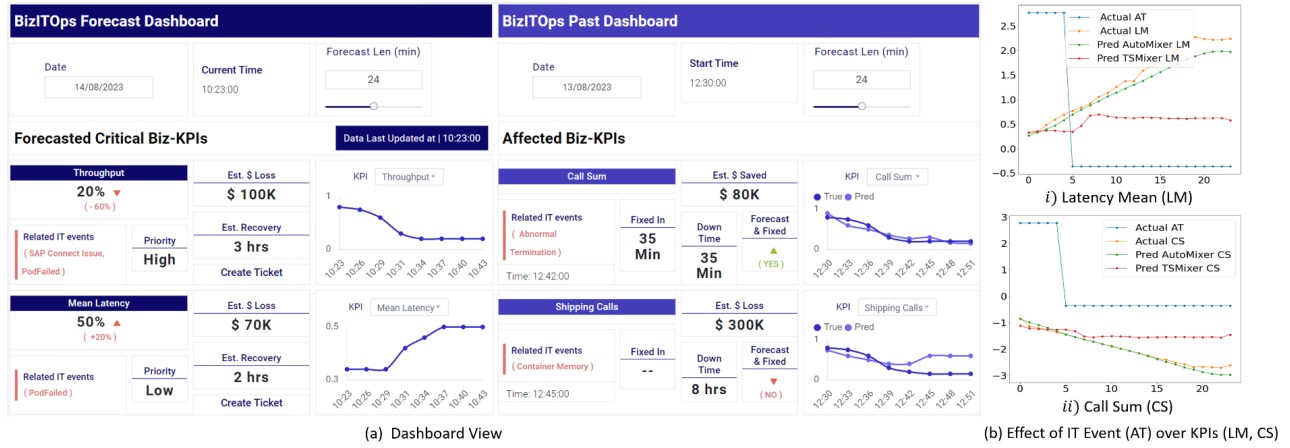 BizITOps Forecast Dashboard
Date
14/08/2023
Current Time
10:23:00
Forecast Len (min)
24
Forecasted Critical Biz-KPIs
Data Last Updated at | 10:23:00
Throughput
20%
( - 60% )
Related IT events
( SAP Connect Issue,
PodFailed )
Priority
High
Est. $ Loss
$ 100K
Est. Recovery
3 hrs
Create Ticket
KPI Throughput
1
0
10:23 10:26 10:29 10:31 10:34 10:37 10:40 10:43
Mean Latency
50%
( +20% )
Related IT events
( PodFailed )
Priority
Low
Est. $ Loss
$ 70K
Est. Recovery
2 hrs
Create Ticket
KPI Mean Latency
0.5
0.3
10:23 10:26 10:29 10:31 10:34 10:37 10:40 10:43
BizITOps Past Dashboard
Date
13/08/2023
Start Time
12:30:00
Forecast Len (min)
24
Affected Biz-KPIs
Call Sum
Related IT events
( Abnormal
Termination )
Time: 12:42:00
Fixed In
35
Min
Est. $ Saved
$ 80K
Down
Time
35
Min
Forecast
& Fixed
( YES )
KPI Call Sum
True Pred
1
0
12:30 12:33 12:36 12:39 12:42 12:45 12:48 12:51
Shipping Calls
Related IT events
( Container Memory )
Time: 12:45:00
Fixed In
--
Est. $ Loss
$ 300K
Down
Time
8 hrs
Forecast
& Fixed
( NO )
KPI Shipping Calls
True Pred
1
0
12:30 12:33 12:36 12:39 12:42 12:45 12:48 12:51
(a) Dashboard View
Actual AT
Actual LM
Pred AutoMixer LM
Pred TSMixer LM
2.5
2.0
1.5
1.0
0.5
0.0
−0.5
0 5 10 15 20
i) Latency Mean (LM)
Actual AT
Actual CS
Pred AutoMixer CS
Pred TSMixer CS
3
2
1
0
−1
−2
−3
0 5 10 15 20
ii) Call Sum (CS)
(b) Effect of IT Event (AT) over KPIs (LM, CS)